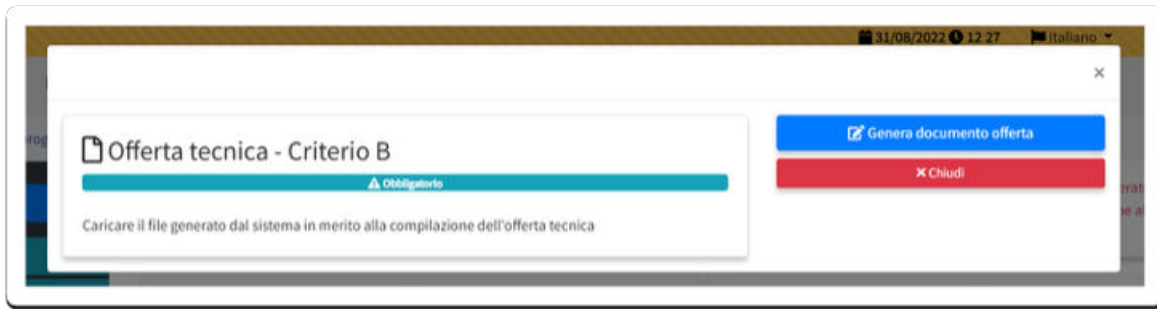 31/08/2022 12:27 Italiano
×
Offerta tecnica - Criterio B
Obbligatorio
Caricare il file generato dal sistema in merito alla compilazione dell'offerta tecnica
Genera documento offerta
Chiudi